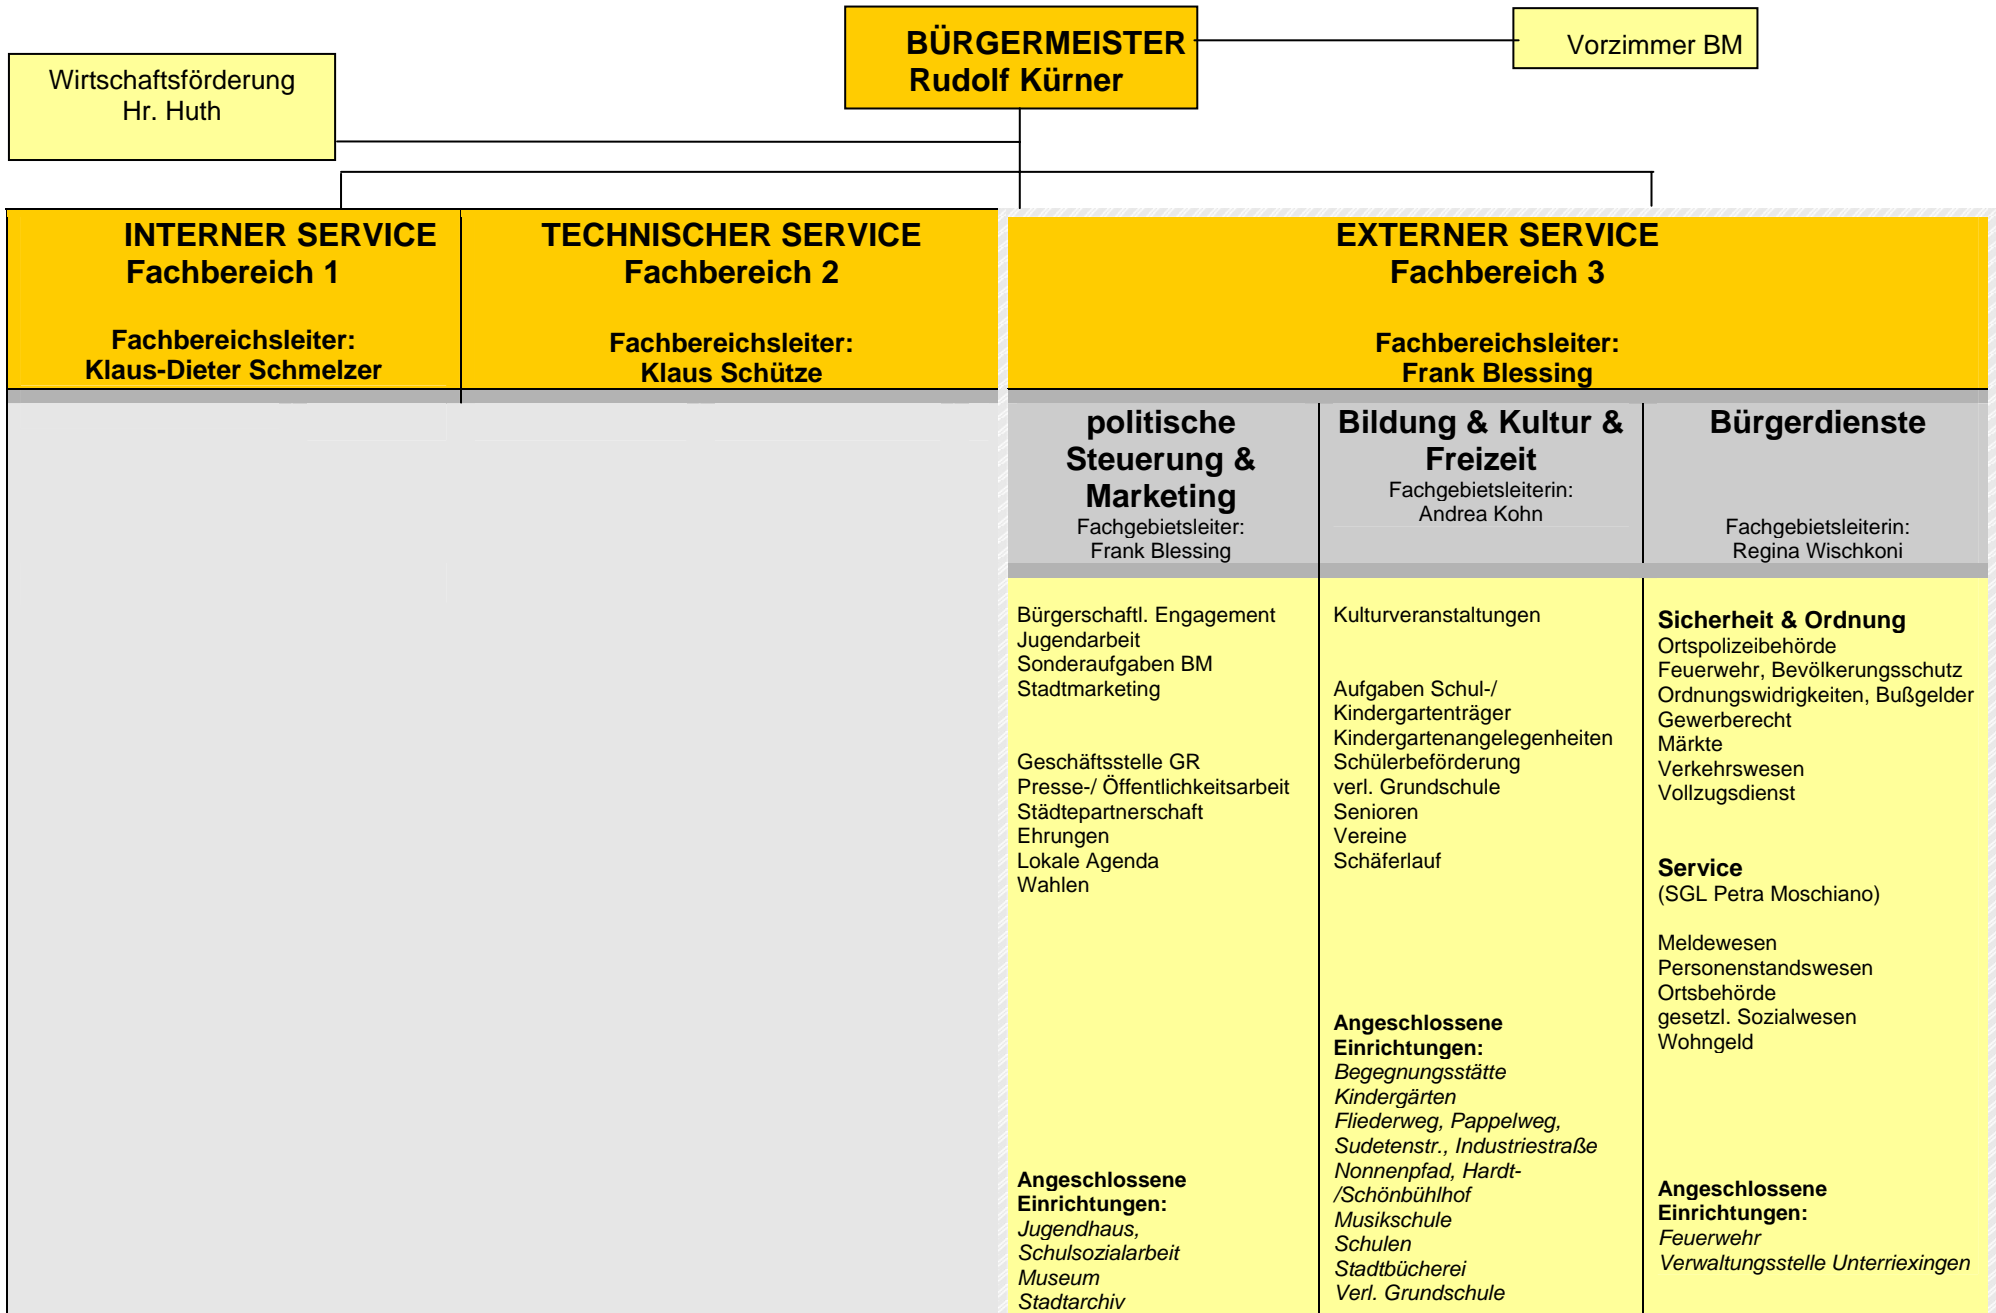 BÜRGERMEISTER
Rudolf Kürner
Vorzimmer BM
Wirtschaftsförderung
Hr. Huth
INTERNER SERVICE
Fachbereich 1
Fachbereichsleiter:
Klaus-Dieter Schmelzer
TECHNISCHER SERVICE
Fachbereich 2
Fachbereichsleiter:
Klaus Schütze
EXTERNER SERVICE
Fachbereich 3
Fachbereichsleiter:
Frank Blessing
politische
Steuerung &
Marketing
Fachgebietsleiter:
Frank Blessing
Bürgerschaftl. Engagement
Jugendarbeit
Sonderaufgaben BM
Stadtmarketing
Geschäftsstelle GR
Presse-/ Öffentlichkeitsarbeit
Städtepartnerschaft
Ehrungen
Lokale Agenda
Wahlen
Angeschlossene
Einrichtungen:
Jugendhaus,
Schulsozialarbeit
Museum
Stadtarchiv
Bildung & Kultur &
Freizeit
Fachgebietsleiterin:
Andrea Kohn
Kulturveranstaltungen
Aufgaben Schul-/
Kindergartenträger
Kindergartenangelegenheiten
Schülerbeförderung
verl. Grundschule
Senioren
Vereine
Schäferlauf
Angeschlossene
Einrichtungen:
Begegnungsstätte
Kindergärten
Fliederweg, Pappelweg,
Sudetenstr., Industriestraße
Nonnenpfad, Hardt-
/Schönbühlhof
Musikschule
Schulen
Stadtbücherei
Verl. Grundschule
Bürgerdienste
Fachgebietsleiterin:
Regina Wischkoni
Sicherheit & Ordnung
Ortspolizeibehörde
Feuerwehr, Bevölkerungsschutz
Ordnungswidrigkeiten, Bußgelder
Gewerberecht
Märkte
Verkehrswesen
Vollzugsdienst
Service
(SGL Petra Moschiano)
Meldewesen
Personenstandswesen
Ortsbehörde
gesetzl. Sozialwesen
Wohngeld
Angeschlossene
Einrichtungen:
Feuerwehr
Verwaltungsstelle Unterriexingen